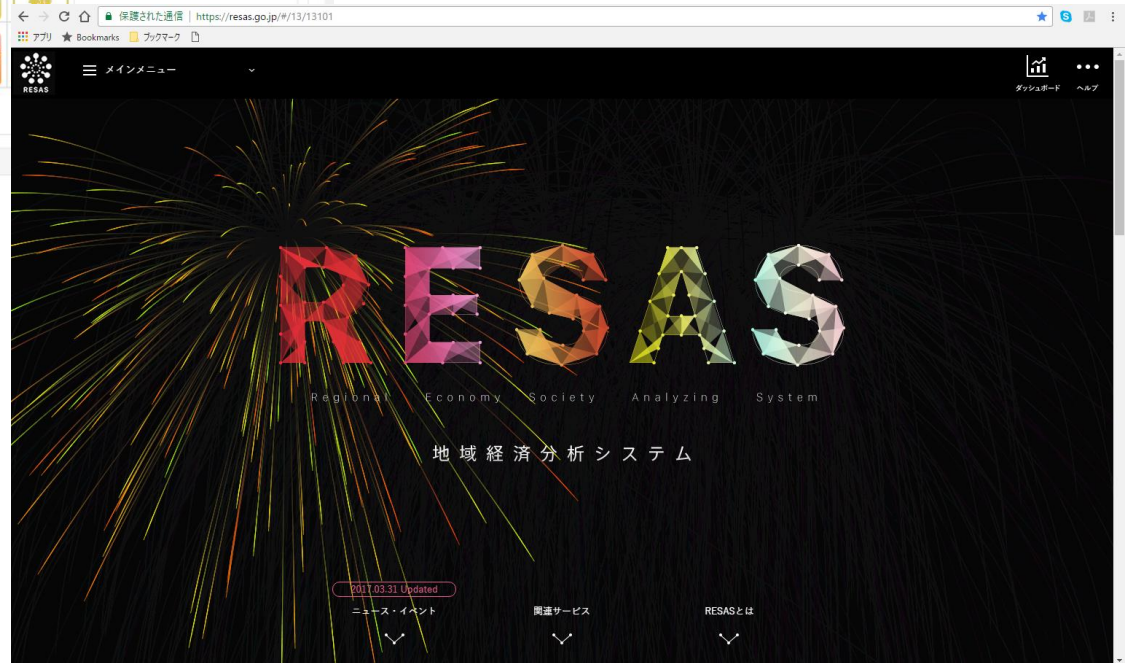 保護された通信 | https://resas.go.jp/#/13/13101
アプリ Bookmarks ブックマーク
RESAS
メインメニュー
ダッシュボード ヘルプ
RESAS
Regional Economy Society Analyzing System
地域経済分析システム
2017.03.31 Updated
ニュース・イベント 関連サービス RESASとは